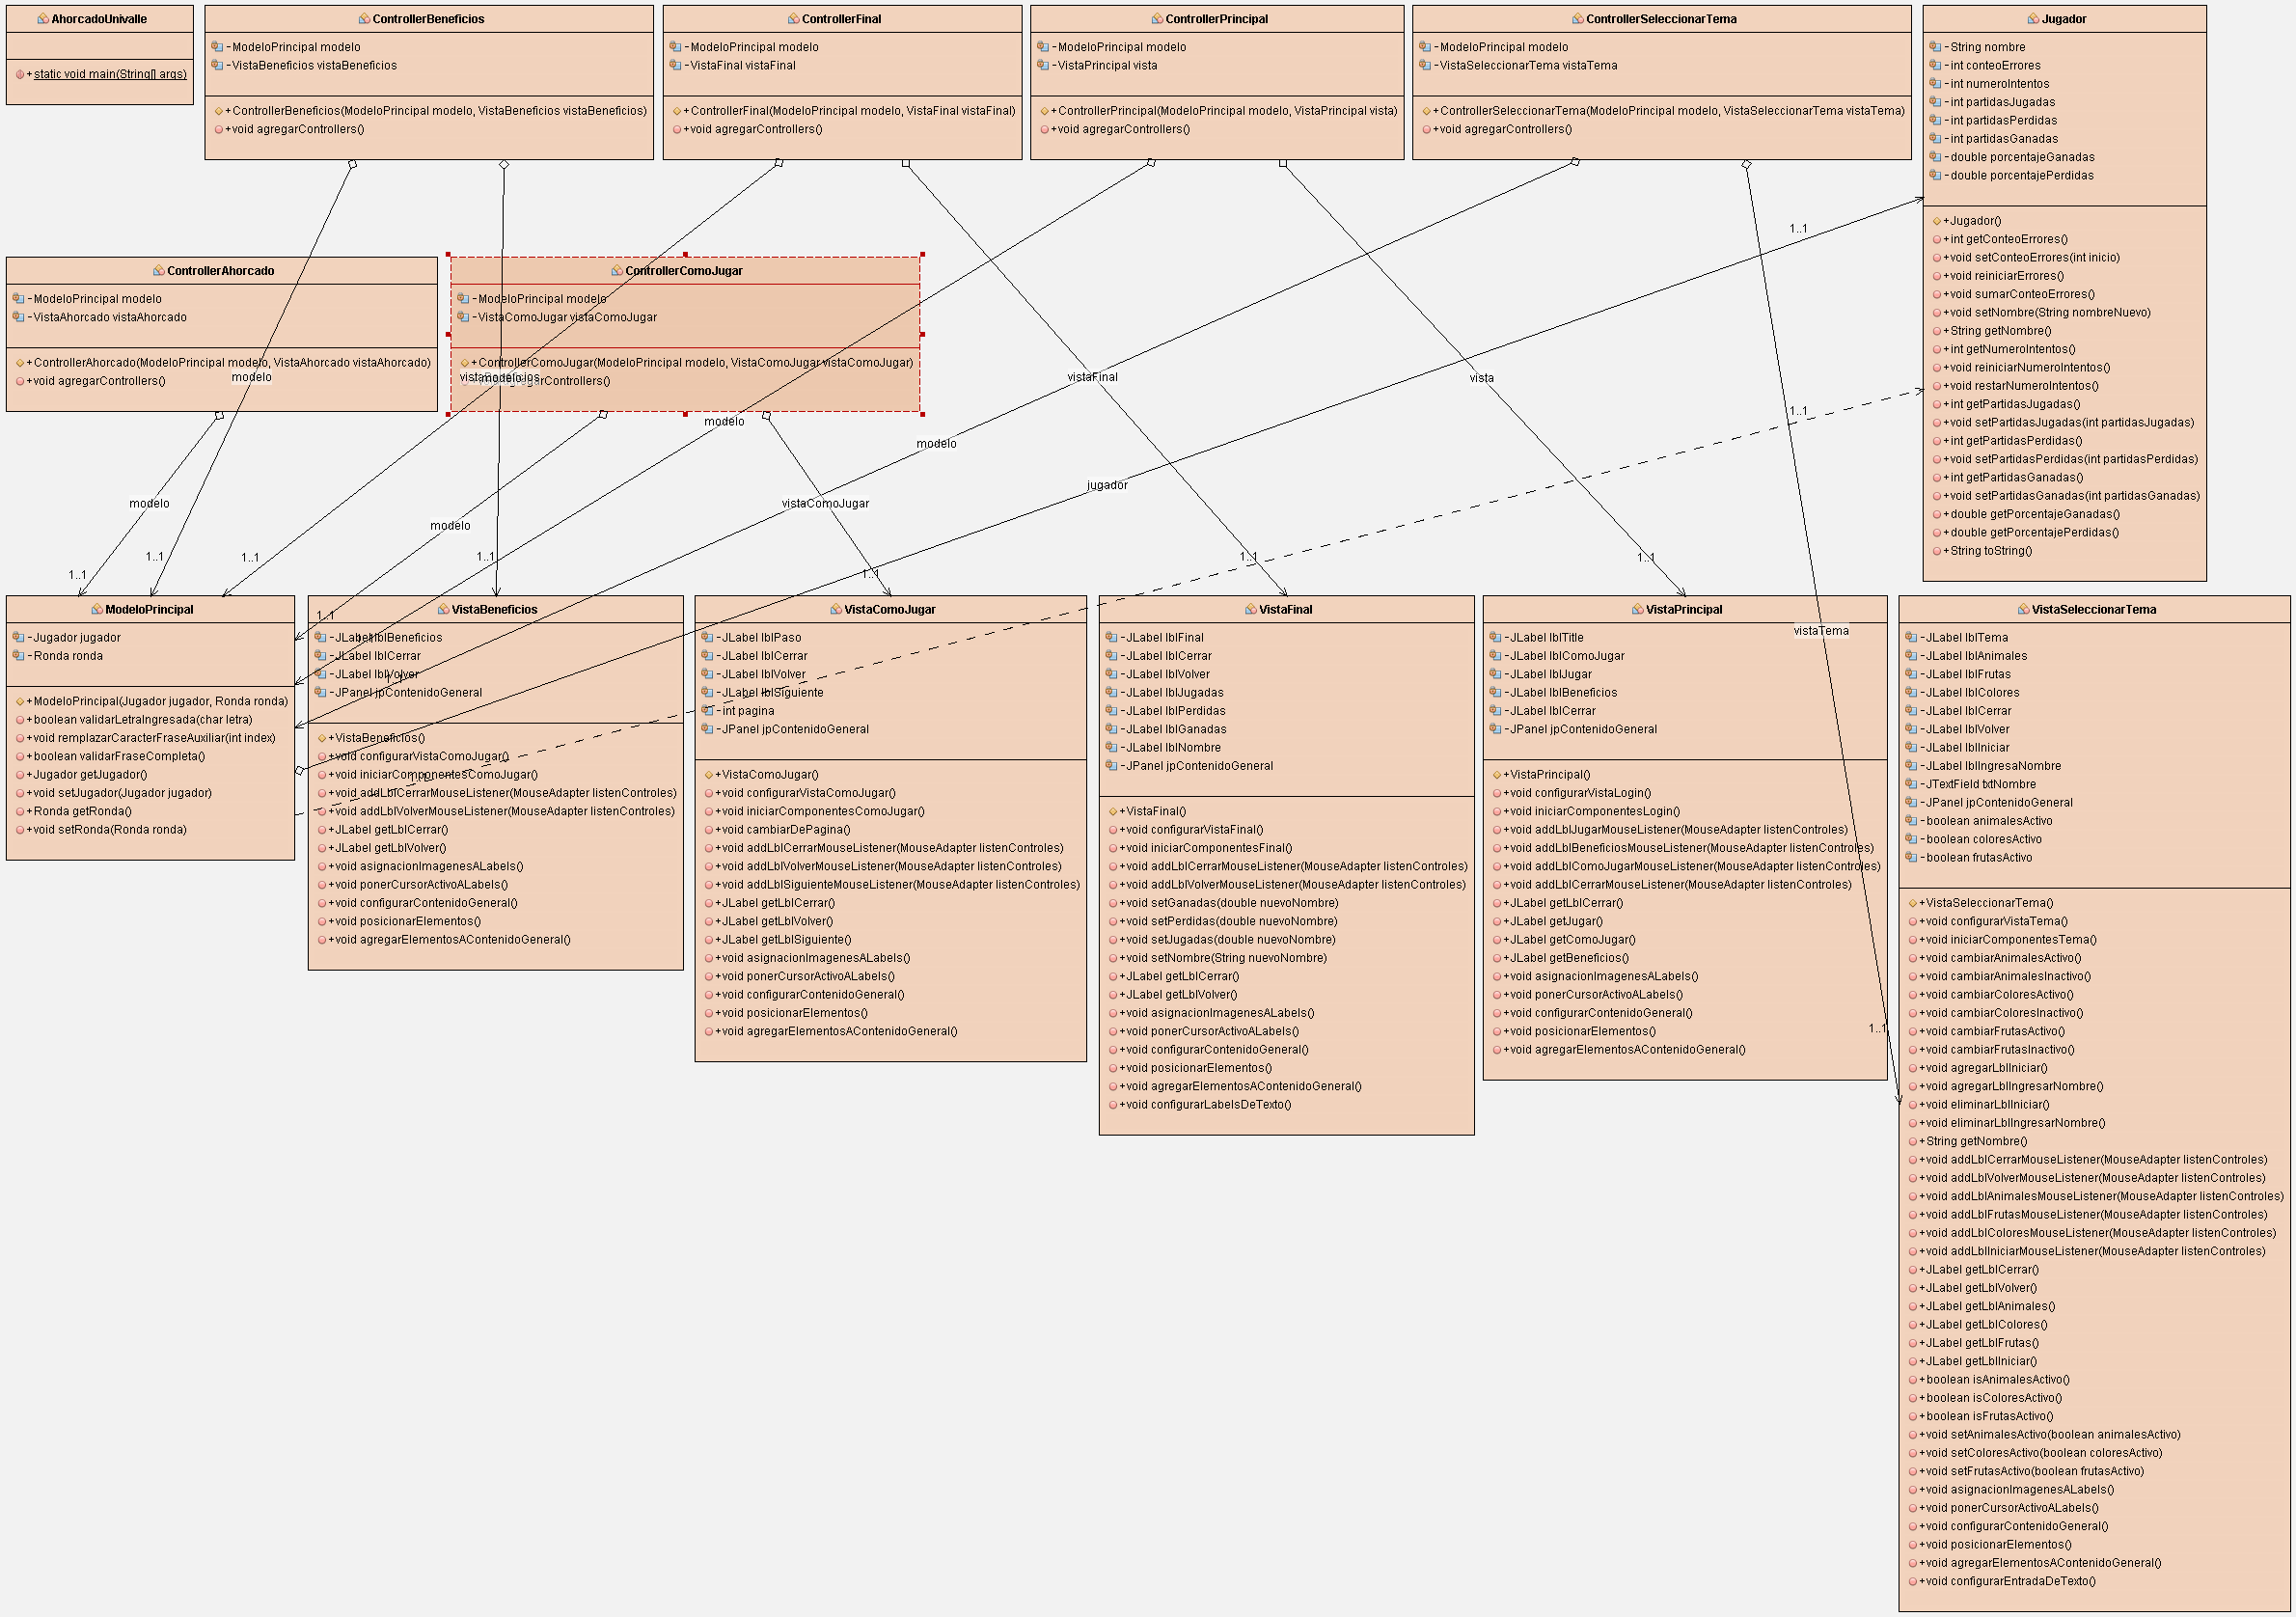 AhorcadoUnivalle
+static void main(String[] args)
ControllerBeneficios
-ModeloPrincipal modelo
-VistaBeneficios vistaBeneficios
+ControllerBeneficios(ModeloPrincipal modelo, VistaBeneficios vistaBeneficios)
+void agregarControllers()
ControllerFinal
-ModeloPrincipal modelo
-VistaFinal vistaFinal
+ControllerFinal(ModeloPrincipal modelo, VistaFinal vistaFinal)
+void agregarControllers()
ControllerPrincipal
-ModeloPrincipal modelo
-VistaPrincipal vista
+ControllerPrincipal(ModeloPrincipal modelo, VistaPrincipal vista)
+void agregarControllers()
ControllerSeleccionarTema
-ModeloPrincipal modelo
-VistaSeleccionarTema vistaTema
+ControllerSeleccionarTema(ModeloPrincipal modelo, VistaSeleccionarTema vistaTema)
+void agregarControllers()
Jugador
-String nombre
-int conteoErrores
-int numeroIntentos
-int partidasJugadas
-int partidasPerdidas
-int partidasGanadas
-double porcentajeGanadas
-double porcentajePerdidas
+Jugador()
+int getConteoErrores()
+void setConteoErrores(int inicio)
+void reiniciarErrores()
+void sumarConteoErrores()
+void setNombre(String nombreNuevo)
+String getNombre()
+int getNumeroIntentos()
+void reiniciarNumeroIntentos()
+void restarNumeroIntentos()
+int getPartidasJugadas()
+void setPartidasJugadas(int partidasJugadas)
+int getPartidasPerdidas()
+void setPartidasPerdidas(int partidasPerdidas)
+int getPartidasGanadas()
+void setPartidasGanadas(int partidasGanadas)
+double getPorcentajeGanadas()
+double getPorcentajePerdidas()
+String toString()
ControllerAhorcado
-ModeloPrincipal modelo
-VistaAhorcado vistaAhorcado
+ControllerAhorcado(ModeloPrincipal modelo, VistaAhorcado vistaAhorcado)
+void agregarControllers()
ControllerComoJugar
-ModeloPrincipal modelo
-VistaComoJugar vistaComoJugar
+ControllerComoJugar(ModeloPrincipal modelo, VistaComoJugar vistaComoJugar)
1..1
modelo
vistaFinal
vista
1..1
modelo
modelo
jugador
modelo
vistaComoJugar
modelo
1..1
1..1
1..1
1..1
1..1
1..1
1..1
1..1
vistaTema
1..1
ModeloPrincipal
-Jugador jugador
-Ronda ronda
+ModeloPrincipal(Jugador jugador, Ronda ronda)
+boolean validarLetraIngresada(char letra)
+void remplazarCaracterFraseAuxiliar(int index)
+boolean validarFraseCompleta()
+Jugador getJugador()
+void setJugador(Jugador jugador)
+Ronda getRonda()
+void setRonda(Ronda ronda)
VistaBeneficios
-JLabel lblBeneficios
-JLabel lblCerrar
-JLabel lblVolver
-JPanel jpContenidoGeneral
+VistaBeneficios()
+void configurarVistaComoJugar()
+void iniciarComponentesComoJugar()
+void addLblCerrarMouseListener(MouseAdapter listenControles)
+void addLblVolverMouseListener(MouseAdapter listenControles)
+JLabel getLblCerrar()
+JLabel getLblVolver()
+void asignacionImagenesALabels()
+void ponerCursorActivoALabels()
+void configurarContenidoGeneral()
+void posicionarElementos()
+void agregarElementosAContenidoGeneral()
VistaComoJugar
-JLabel lblPaso
-JLabel lblCerrar
-JLabel lblVolver
-JLabel lblSiguiente
-int pagina
-JPanel jpContenidoGeneral
+VistaComoJugar()
+void configurarVistaComoJugar()
+void iniciarComponentesComoJugar()
+void cambiarDePagina()
+void addLblCerrarMouseListener(MouseAdapter listenControles)
+void addLblVolverMouseListener(MouseAdapter listenControles)
+void addLblSiguienteMouseListener(MouseAdapter listenControles)
+JLabel getLblCerrar()
+JLabel getLblVolver()
+JLabel getLblSiguiente()
+void asignacionImagenesALabels()
+void ponerCursorActivoALabels()
+void configurarContenidoGeneral()
+void posicionarElementos()
+void agregarElementosAContenidoGeneral()
VistaFinal
-JLabel lblFinal
-JLabel lblCerrar
-JLabel lblVolver
-JLabel lblJugadas
-JLabel lblPerdidas
-JLabel lblGanadas
-JLabel lblNombre
-JPanel jpContenidoGeneral
+VistaFinal()
+void configurarVistaFinal()
+void iniciarComponentesFinal()
+void addLblCerrarMouseListener(MouseAdapter listenControles)
+void addLblVolverMouseListener(MouseAdapter listenControles)
+void setGanadas(double nuevoNombre)
+void setPerdidas(double nuevoNombre)
+void setJugadas(double nuevoNombre)
+void setNombre(String nuevoNombre)
+JLabel getLblCerrar()
+JLabel getLblVolver()
+void asignacionImagenesALabels()
+void ponerCursorActivoALabels()
+void configurarContenidoGeneral()
+void posicionarElementos()
+void agregarElementosAContenidoGeneral()
+void configurarLabelsDeTexto()
VistaPrincipal
-JLabel lblTitle
-JLabel lblComoJugar
-JLabel lblJugar
-JLabel lblBeneficios
-JLabel lblCerrar
-JPanel jpContenidoGeneral
+VistaPrincipal()
+void configurarVistaLogin()
+void iniciarComponentesLogin()
+void addLblJugarMouseListener(MouseAdapter listenControles)
+void addLblBeneficiosMouseListener(MouseAdapter listenControles)
+void addLblComoJugarMouseListener(MouseAdapter listenControles)
+void addLblCerrarMouseListener(MouseAdapter listenControles)
+JLabel getLblCerrar()
+JLabel getJugar()
+JLabel getComoJugar()
+JLabel getBeneficios()
+void asignacionImagenesALabels()
+void ponerCursorActivoALabels()
+void configurarContenidoGeneral()
+void posicionarElementos()
+void agregarElementosAContenidoGeneral()
VistaSeleccionarTema
-JLabel lblTema
-JLabel lblAnimales
-JLabel lblFrutas
-JLabel lblColores
-JLabel lblCerrar
-JLabel lblVolver
-JLabel lblIniciar
-JLabel lblIngresaNombre
-JTextField txtNombre
-JPanel jpContenidoGeneral
-boolean animalesActivo
-boolean coloresActivo
-boolean frutasActivo
+VistaSeleccionarTema()
+void configurarVistaTema()
+void iniciarComponentesTema()
+void cambiarAnimalesActivo()
+void cambiarAnimalesInactivo()
+void cambiarColoresActivo()
+void cambiarColoresInactivo()
+void cambiarFrutasActivo()
+void cambiarFrutasInactivo()
+void agregarLblIniciar()
+void agregarLblIngresarNombre()
+void eliminarLblIniciar()
+void eliminarLblIngresarNombre()
+String getNombre()
+void addLblCerrarMouseListener(MouseAdapter listenControles)
+void addLblVolverMouseListener(MouseAdapter listenControles)
+void addLblAnimalesMouseListener(MouseAdapter listenControles)
+void addLblFrutasMouseListener(MouseAdapter listenControles)
+void addLblColoresMouseListener(MouseAdapter listenControles)
+void addLblIniciarMouseListener(MouseAdapter listenControles)
+JLabel getLblCerrar()
+JLabel getLblVolver()
+JLabel getLblAnimales()
+JLabel getLblColores()
+JLabel getLblFrutas()
+JLabel getLblIniciar()
+boolean isAnimalesActivo()
+boolean isColoresActivo()
+boolean isFrutasActivo()
+void setAnimalesActivo(boolean animalesActivo)
+void setColoresActivo(boolean coloresActivo)
+void setFrutasActivo(boolean frutasActivo)
+void asignacionImagenesALabels()
+void ponerCursorActivoALabels()
+void configurarContenidoGeneral()
+void posicionarElementos()
+void agregarElementosAContenidoGeneral()
+void configurarEntradaDeTexto()